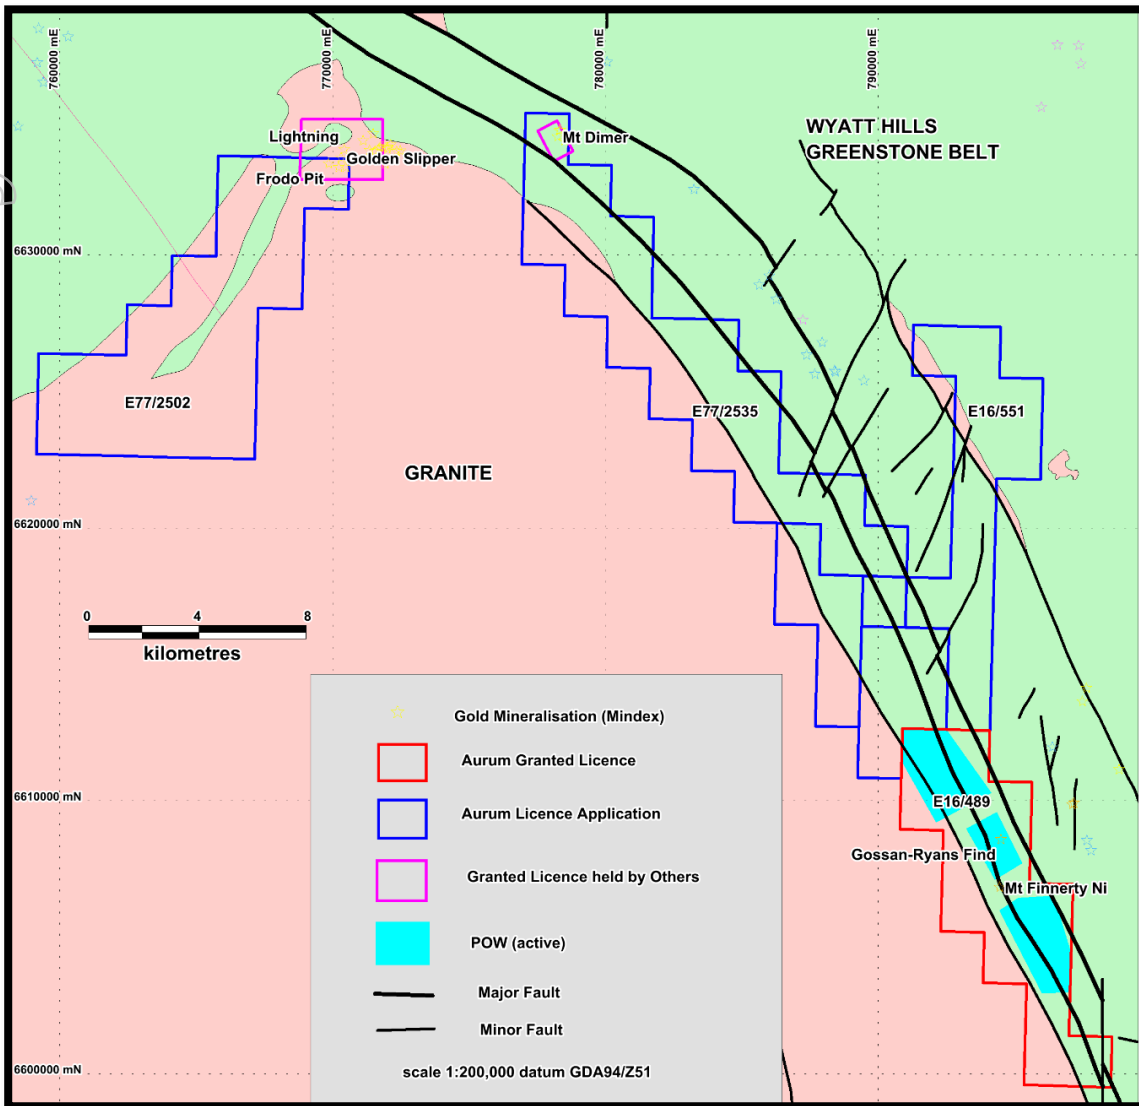 760000 mE
770000 mE
780000 mE
790000 mE
WYATT HILLS
GREENSTONE BELT
Lightning
Mt Dimer
Golden Slipper
Frodo Pit
6630000 mN
E77/2502
E77/2535
E16/551
GRANITE
6620000 mN
0 4 8
kilometres
Gold Mineralisation (Mindex)
Aurum Granted Licence
6610000 mN
E16/489
Aurum Licence Application
Gossan-Ryans Find
Granted Licence held by Others
Mt Finnerty Ni
POW (active)
Major Fault
Minor Fault
scale 1:200,000 datum GDA94/Z51
6600000 mN